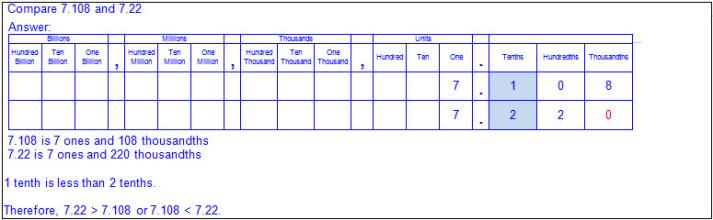 Compare 7.108 and 7.22
Answer:
Billions Millions Thousands Units
Hundred Billion Ten Billion One Billion , Hundred Million Ten Million One Million , Hundred Thousand Ten Thousand One Thousand , Hundred Ten One . Tenths Hundredths Thousandths
7 . 1 0 8
7 . 2 2 0
7.108 is 7 ones and 108 thousandths
7.22 is 7 ones and 220 thousandths
1 tenth is less than 2 tenths.
Therefore, 7.22 > 7.108 or 7.108 < 7.22.